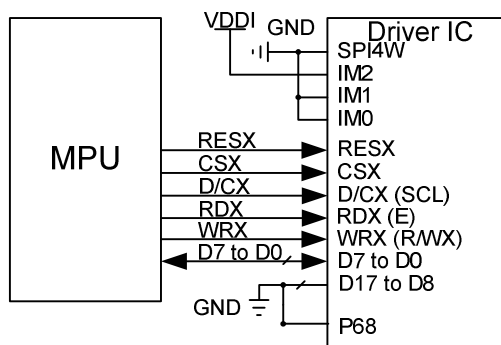 VDDI
GND
Driver IC
SPI4W
IM2
IM1
IM0
MPU
RESX
RESX
CSX
CSX
D/CX
D/CX (SCL)
RDX
RDX (E)
WRX
WRX (R/WX)
D7 to D0
D7 to D0
D17 to D8
GND
P68